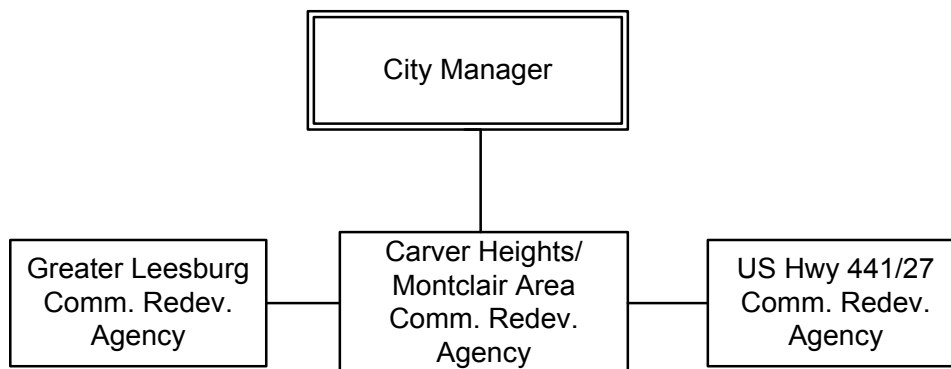 City Manager
Greater Leesburg
Comm. Redev.
Agency
Carver Heights/
Montclair Area
Comm. Redev.
Agency
US Hwy 441/27
Comm. Redev.
Agency